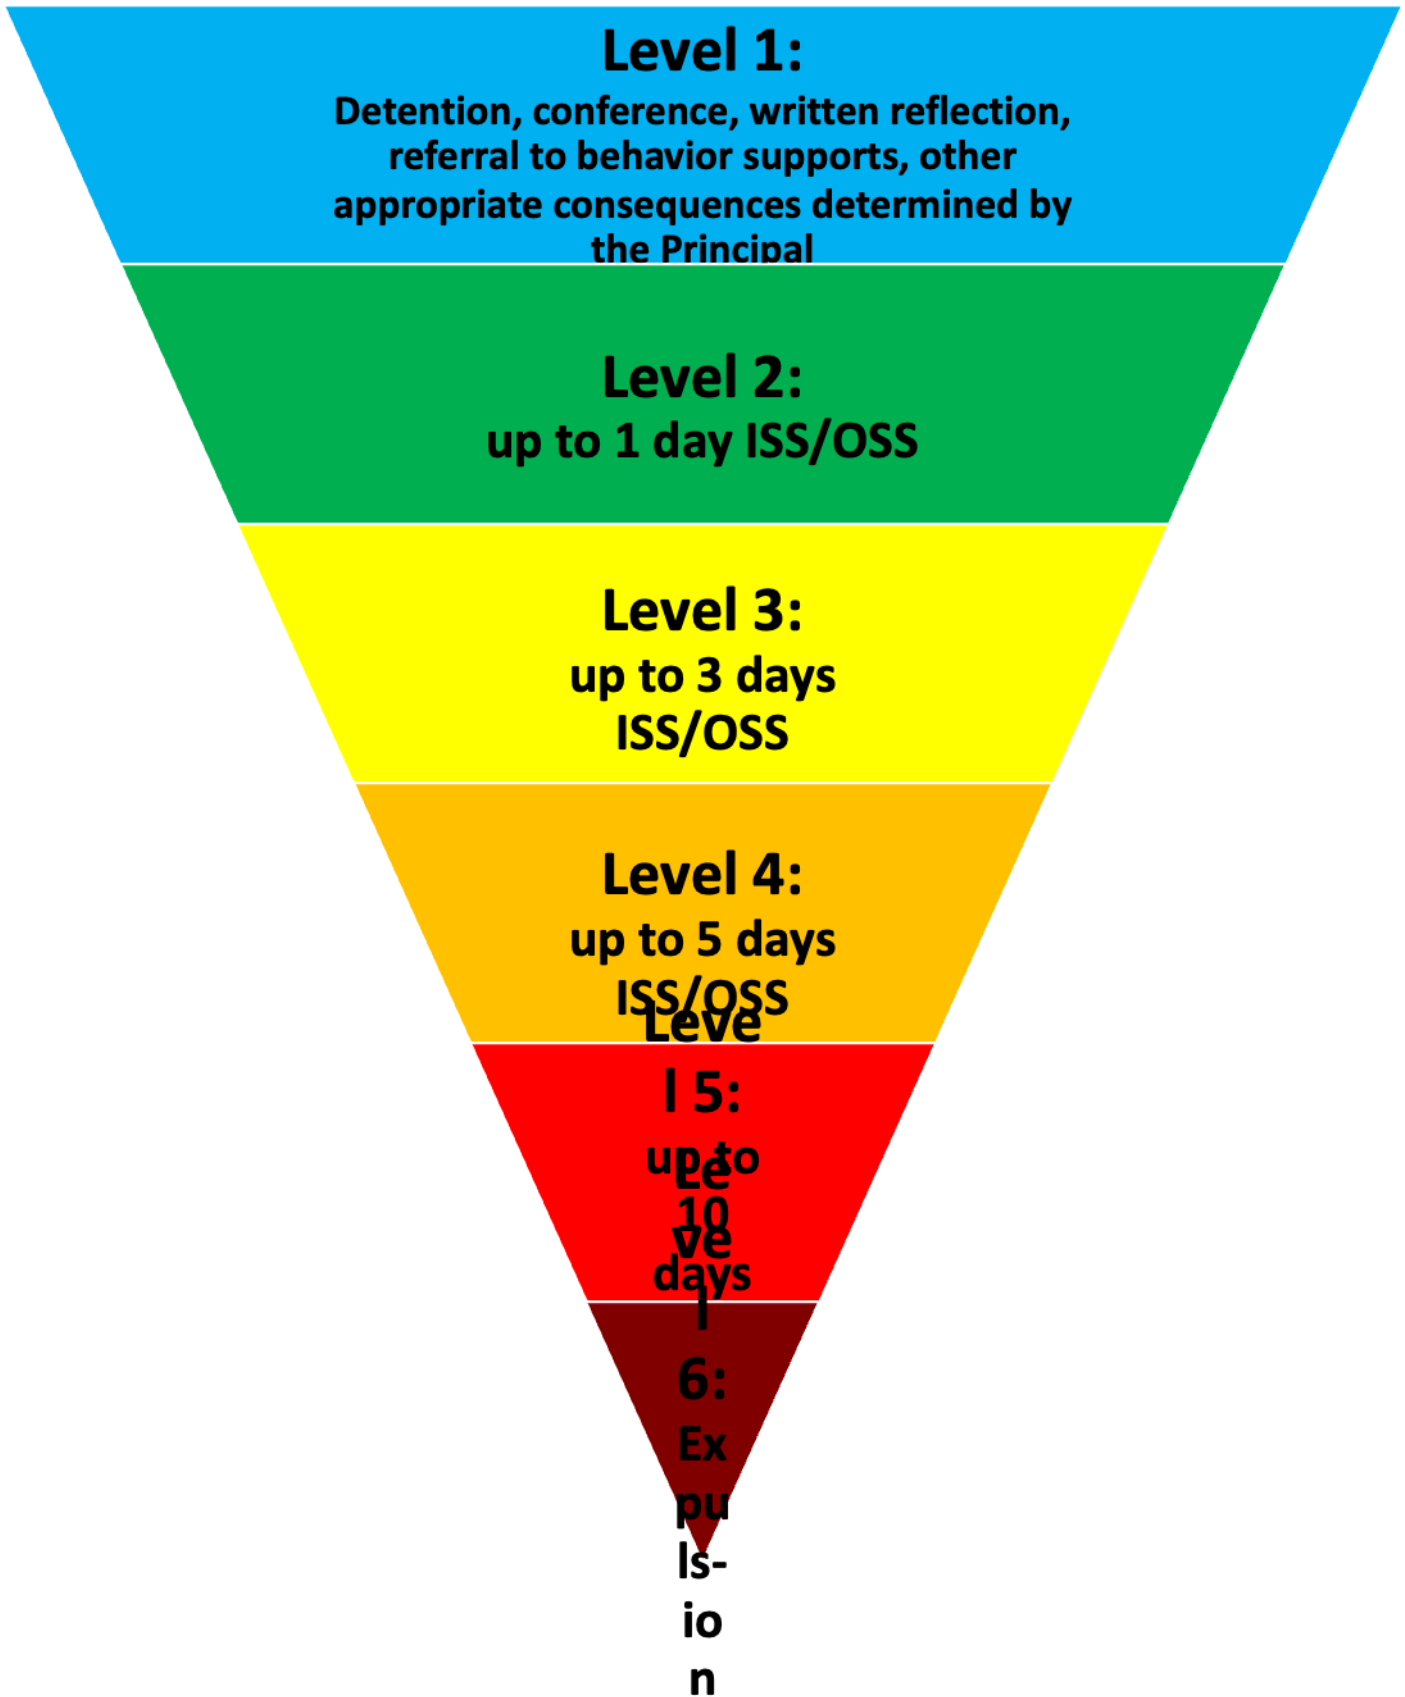 Level 1:
Detention, conference, written reflection,
referral to behavior supports, other
appropriate consequences determined by
the Principal
Level 2:
up to 1 day ISS/OSS
Level 3:
up to 3 days
ISS/OSS
Level 4:
up to 5 days
ISS/OSS
Leve
l 5:
up to
10
days
Le
ve
l
6:
Ex
pu
ls-
io
n